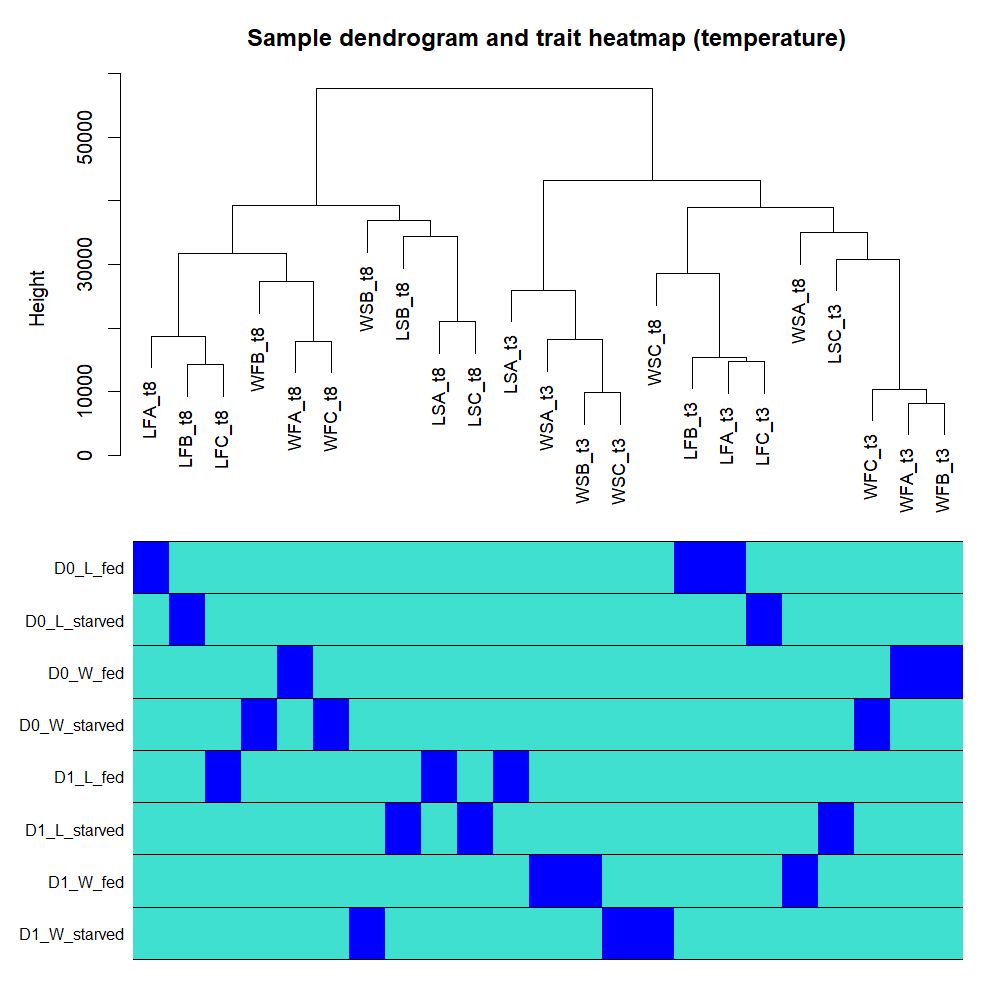 Sample dendrogram and trait heatmap (temperature)
Height
50000
30000
10000
0
LFA_t8
LFB_t8
LFC_t8
WFB_t8
WFA_t8
WFC_t8
WSB_t8
LSB_t8
LSA_t8
LSC_t8
LSA_t3
WSA_t3
WSB_t3
WSC_t3
WSC_t8
LFB_t3
LFA_t3
LFC_t3
WSA_t8
LSC_t3
WFC_t3
WFA_t3
WFB_t3
D0_L_fed
D0_L_starved
D0_W_fed
D0_W_starved
D1_L_fed
D1_L_starved
D1_W_fed
D1_W_starved